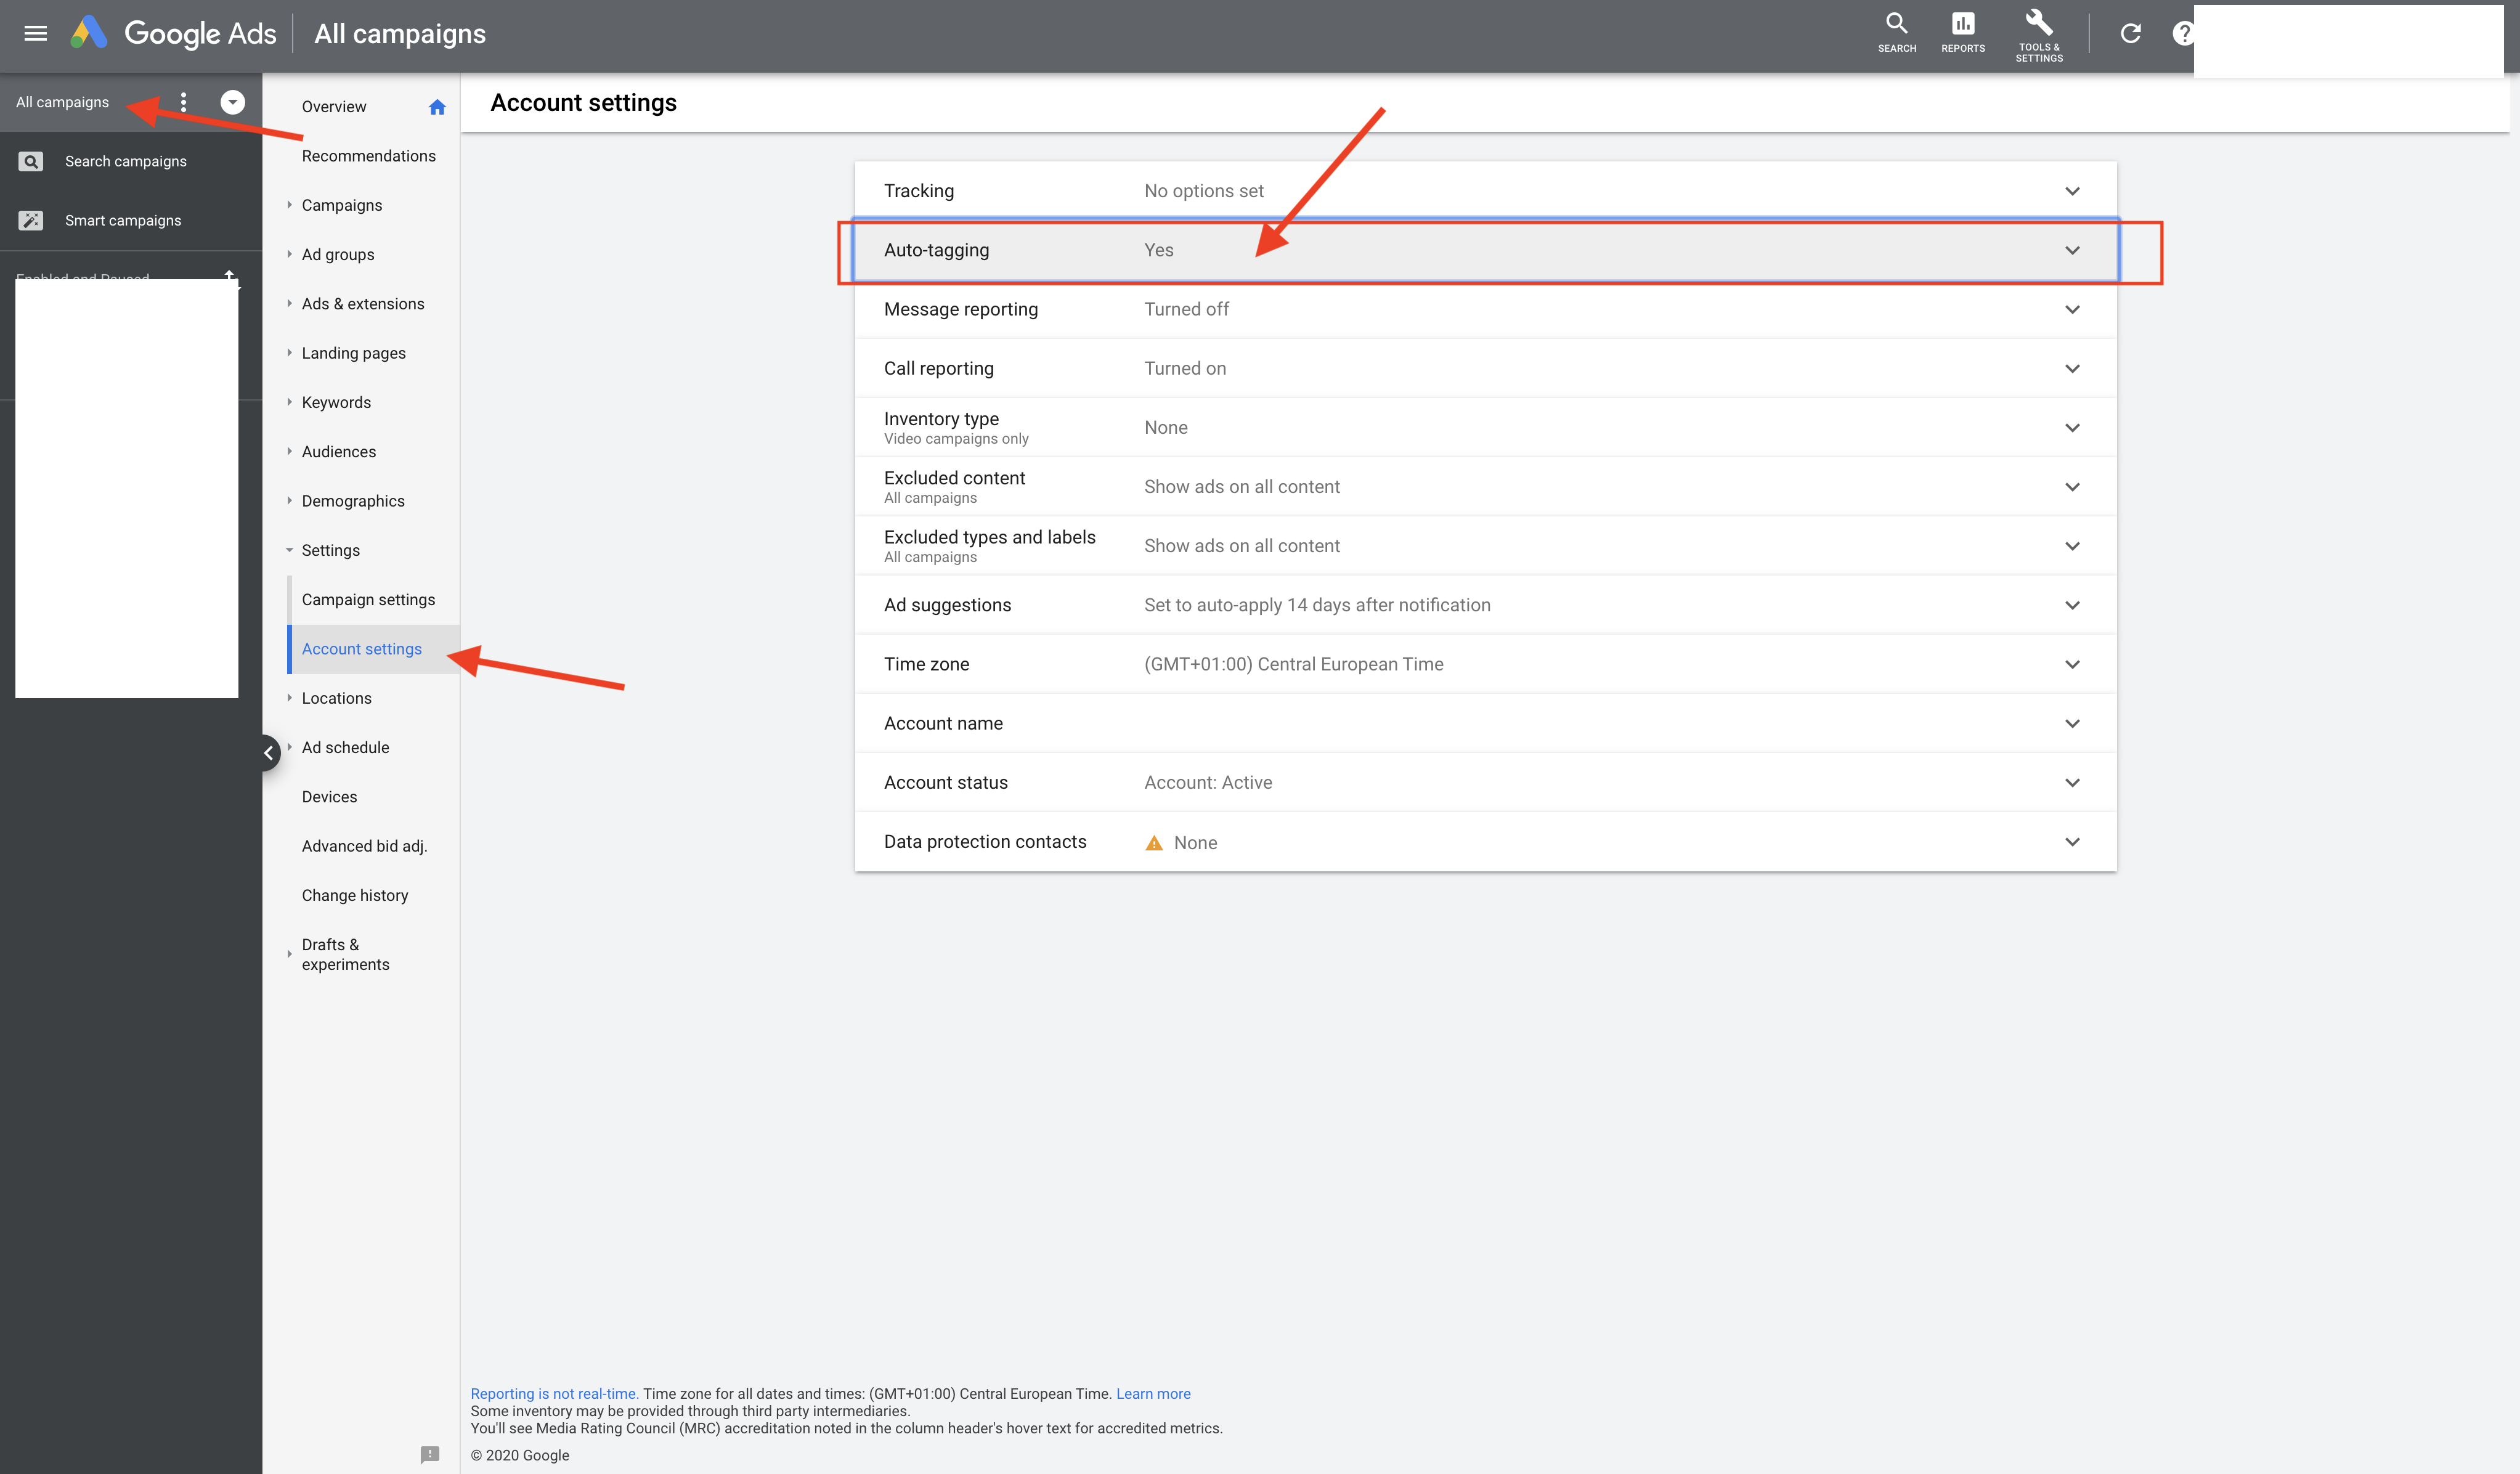 Google Ads
All campaigns
SEARCH
REPORTS
TOOLS &
SETTINGS
All campaigns
Search campaigns
Smart campaigns
Enabled and Paused
Overview
Recommendations
Campaigns
Ad groups
Ads & extensions
Landing pages
Keywords
Audiences
Demographics
Settings
Campaign settings
Account settings
Locations
Ad schedule
Devices
Advanced bid adj.
Change history
Drafts &
experiments
Account settings
Tracking No options set
Auto-tagging Yes
Message reporting Turned off
Call reporting Turned on
Inventory type
Video campaigns only
None
Excluded content
All campaigns
Show ads on all content
Excluded types and labels
All campaigns
Show ads on all content
Ad suggestions Set to auto-apply 14 days after notification
Time zone (GMT+01:00) Central European Time
Account name
Account status Account: Active
Data protection contacts None
Reporting is not real-time. Time zone for all dates and times: (GMT+01:00) Central European Time. Learn more
Some inventory may be provided through third party intermediaries.
You'll see Media Rating Council (MRC) accreditation noted in the column header's hover text for accredited metrics.
© 2020 Google